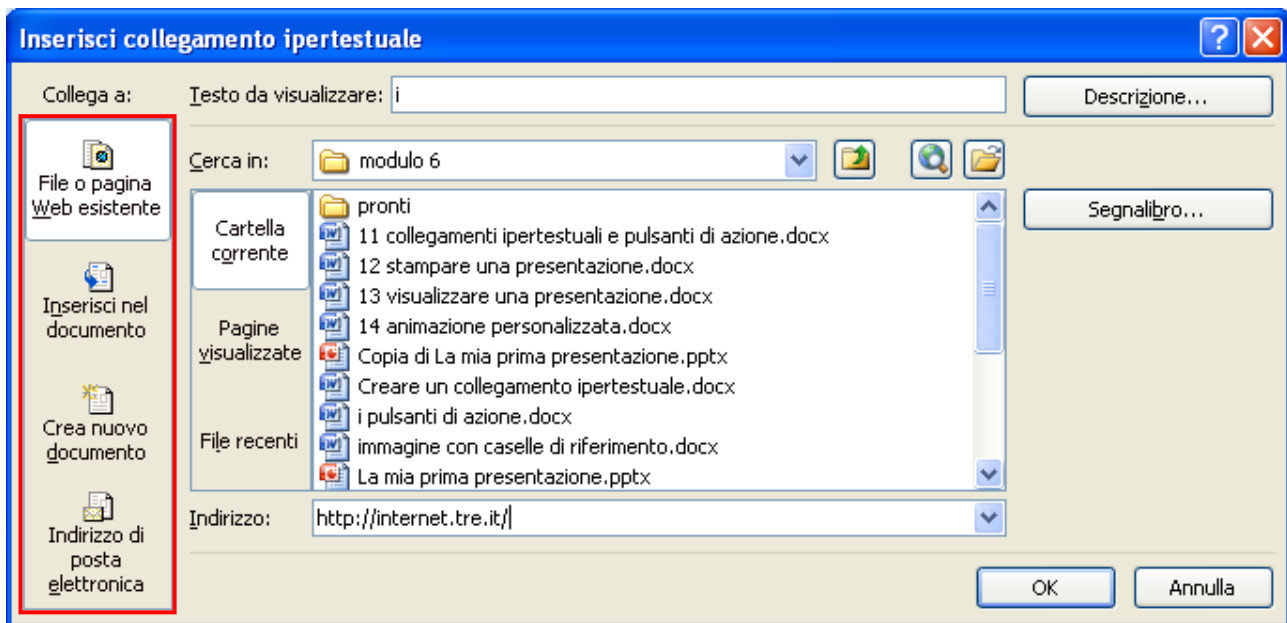 Inserisci collegamento ipertestuale
Collega a:
Testo da visualizzare: i
Descrizione...
File o pagina
Web esistente
Cerca in: modulo 6
Cartella
corrente
pronti
11 collegamenti ipertestuali e pulsanti di azione.docx
12 stampare una presentazione.docx
13 visualizzare una presentazione.docx
14 animazione personalizzata.docx
Copia di La mia prima presentazione.pptx
Creare un collegamento ipertestuale.docx
i pulsanti di azione.docx
immagine con caselle di riferimento.docx
La mia prima presentazione.pptx
Segnalibro...
Inserisci nel
documento
Pagine
visualizzate
Crea nuovo
documento
File recenti
Indirizzo di
posta
elettronica
Indirizzo: http://internet.tre.it/
OK
Annulla